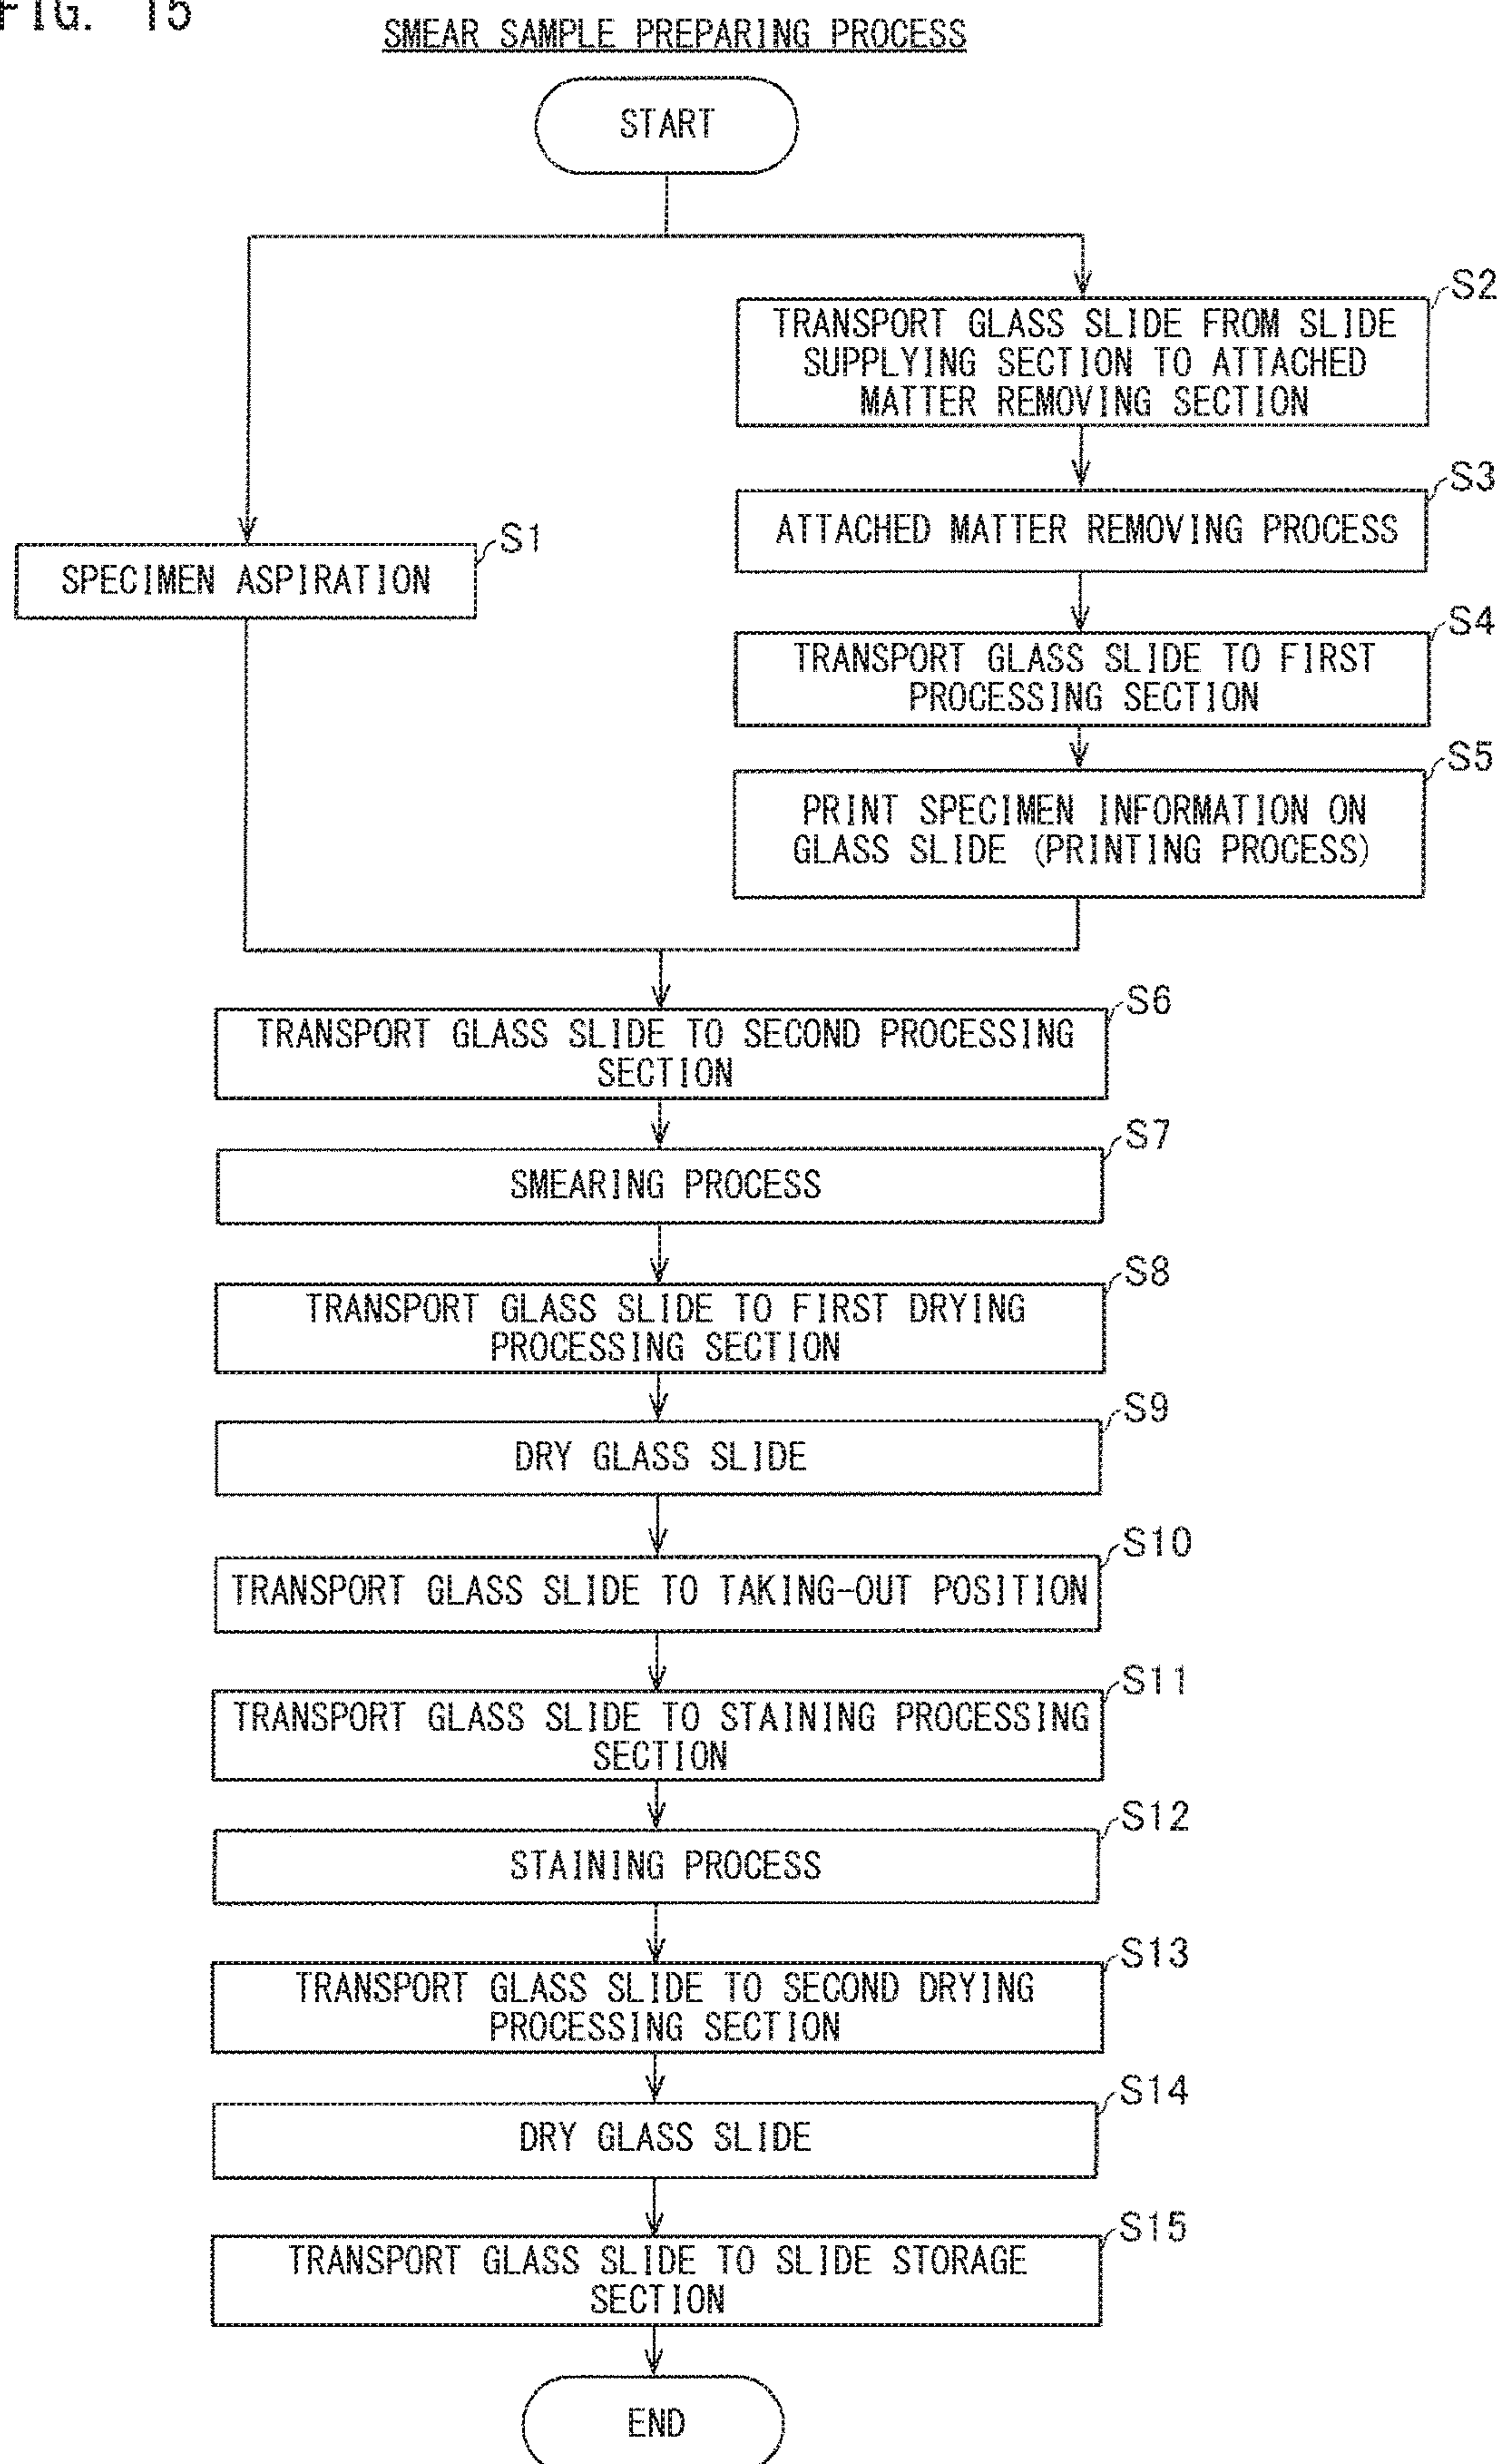 FIG. 15
SMEAR SAMPLE PREPARING PROCESS
START
S2
TRANSPORT GLASS SLIDE FROM SLIDE
SUPPLYING SECTION TO ATTACHED
MATTER REMOVING SECTION
S3
ATTACHED MATTER REMOVING PROCESS
S1
SPECIMEN ASPIRATION
S4
TRANSPORT GLASS SLIDE TO FIRST
PROCESSING SECTION
S5
PRINT SPECIMEN INFORMATION ON
GLASS SLIDE (PRINTING PROCESS)
S6
TRANSPORT GLASS SLIDE TO SECOND PROCESSING
SECTION
S7
SMEARING PROCESS
S8
TRANSPORT GLASS SLIDE TO FIRST DRYING
PROCESSING SECTION
S9
DRY GLASS SLIDE
S10
TRANSPORT GLASS SLIDE TO TAKING-OUT POSITION
S11
TRANSPORT GLASS SLIDE TO STAINING PROCESSING
SECTION
S12
STAINING PROCESS
S13
TRANSPORT GLASS SLIDE TO SECOND DRYING
PROCESSING SECTION
S14
DRY GLASS SLIDE
S15
TRANSPORT GLASS SLIDE TO SLIDE STORAGE
SECTION
END